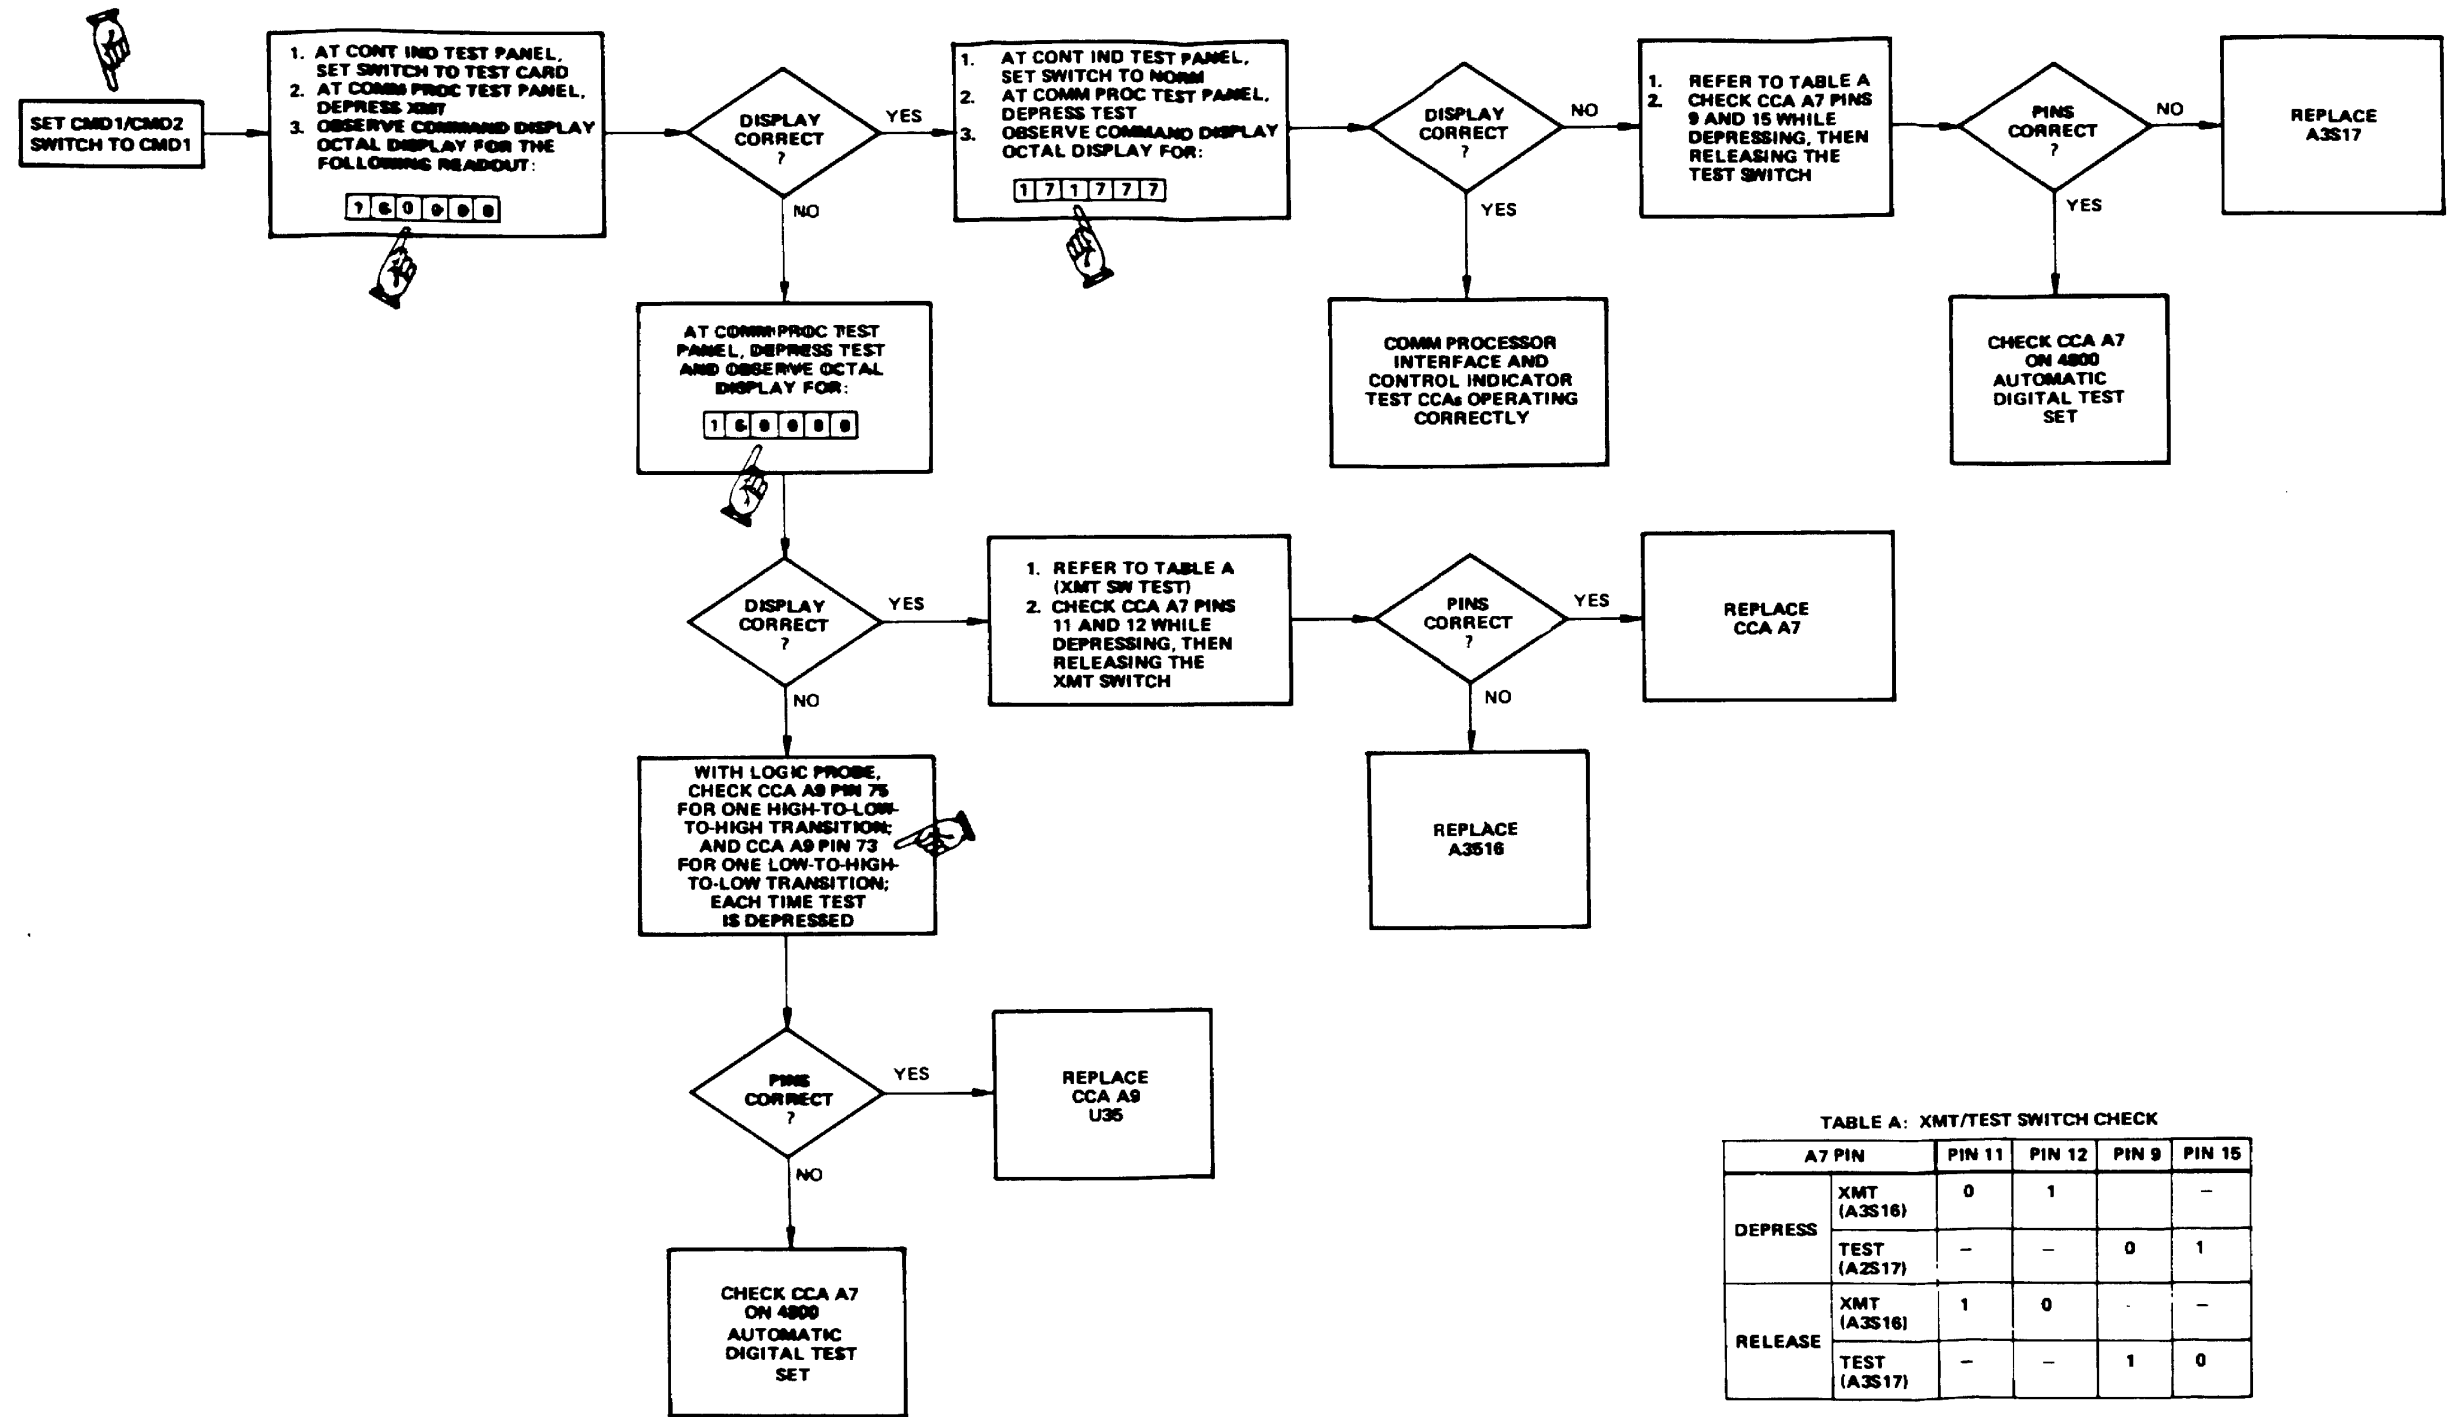 SET CMD1/CMD2
SWITCH TO CMD1
1. AT CONT IND TEST PANEL,
SET SWITCH TO TEST CARD
2. AT COMM PROC TEST PANEL,
DEPRESS XMT
3. OBSERVE COMMAND DISPLAY
OCTAL DISPLAY FOR THE
FOLLOWING READOUT:
1 6 0 0 0 0
DISPLAY
CORRECT
?
YES
NO
1. AT CONT IND TEST PANEL,
SET SWITCH TO NORM
2. AT COMM PROC TEST PANEL,
DEPRESS TEST
3. OBSERVE COMMAND DISPLAY
OCTAL DISPLAY FOR:
1 7 1 7 7 7
DISPLAY
CORRECT
?
NO
YES
1. REFER TO TABLE A
2. CHECK CCA A7 PINS
9 AND 15 WHILE
DEPRESSING, THEN
RELEASING THE
TEST SWITCH
PINS
CORRECT
?
NO
YES
REPLACE
A3S17
AT COMM PROC TEST
PANEL, DEPRESS TEST
AND OBSERVE OCTAL
DISPLAY FOR:
1 6 0 0 0 0
COMM PROCESSOR
INTERFACE AND
CONTROL INDICATOR
TEST CCAs OPERATING
CORRECTLY
CHECK CCA A7
ON 4800
AUTOMATIC
DIGITAL TEST
SET
DISPLAY
CORRECT
?
YES
NO
1. REFER TO TABLE A
(XMT SW TEST)
2. CHECK CCA A7 PINS
11 AND 12 WHILE
DEPRESSING, THEN
RELEASING THE
XMT SWITCH
PINS
CORRECT
?
YES
NO
REPLACE
CCA A7
WITH LOGIC PROBE,
CHECK CCA A9 PIN 75
FOR ONE HIGH-TO-LOW-
TO-HIGH TRANSITION;
AND CCA A9 PIN 73
FOR ONE LOW-TO-HIGH-
TO-LOW TRANSITION;
EACH TIME TEST
IS DEPRESSED
REPLACE
A3516
PINS
CORRECT
?
YES
NO
REPLACE
CCA A9
U35
CHECK CCA A7
ON 4800
AUTOMATIC
DIGITAL TEST
SET
TABLE A: XMT/TEST SWITCH CHECK
A7 PIN PIN 11 PIN 12 PIN 9 PIN 15
DEPRESS
XMT 0 1 –
(A3S16)
TEST – – 0 1
(A2S17)
RELEASE
XMT 1 0 - –
(A3S16)
TEST – – 1 0
(A3S17)